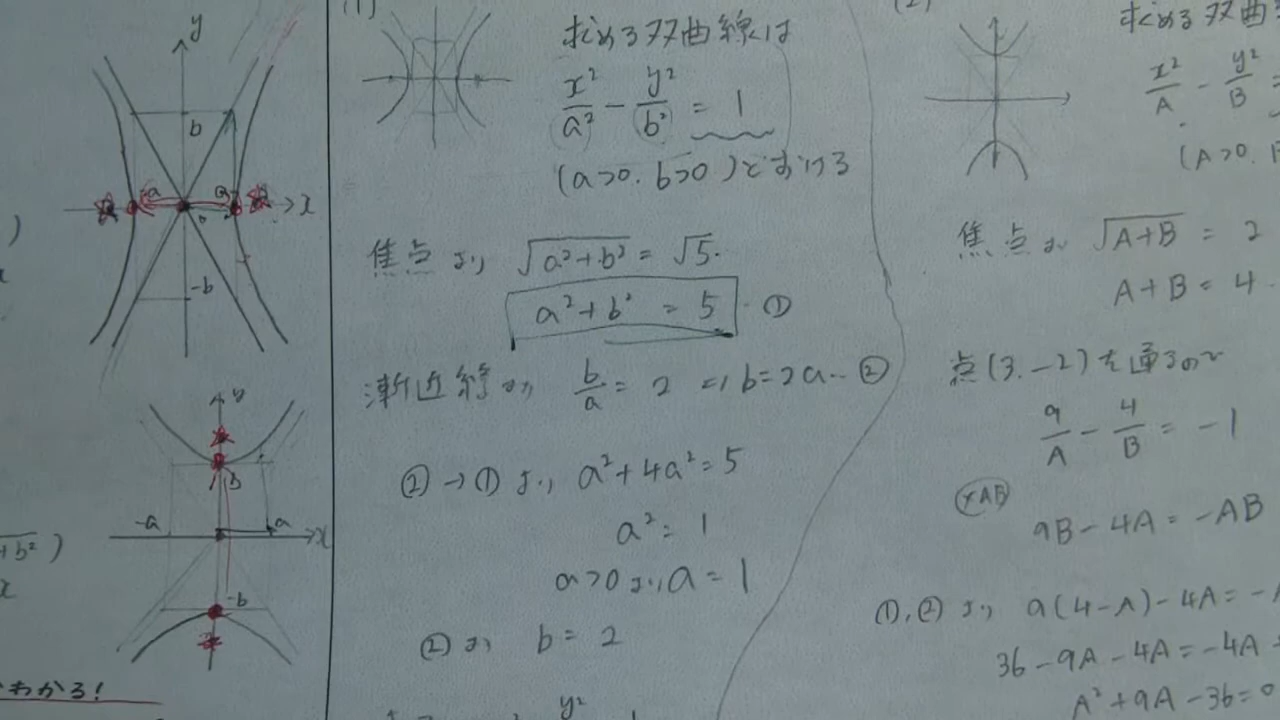 y
b
a
a
o
x
-b
)
y
b
-a
a
x
-b
+b²)
x
わかる!
(1)
求める双曲線は
x²/a² - y²/b² = 1
(a>0. b>0)とおける
焦点より √a²+b² = √5.
a²+b² = 5 ①
漸近線より b/a = 2 ⇒ b=2a… ②
②→①より a²+4a²=5
a² = 1
a>0より a = 1
②より b = 2
y²
(2)
求める双曲
x²/A - y²/B =
(A>0.
焦点より √A+B = 2
A+B = 4
点(3.-2)を通るので
9/A - 4/B = -1
×AB
9B-4A = -AB
①,②より 9(4-A)-4A = -
36-9A-4A = -4A
A²+9A-36=0